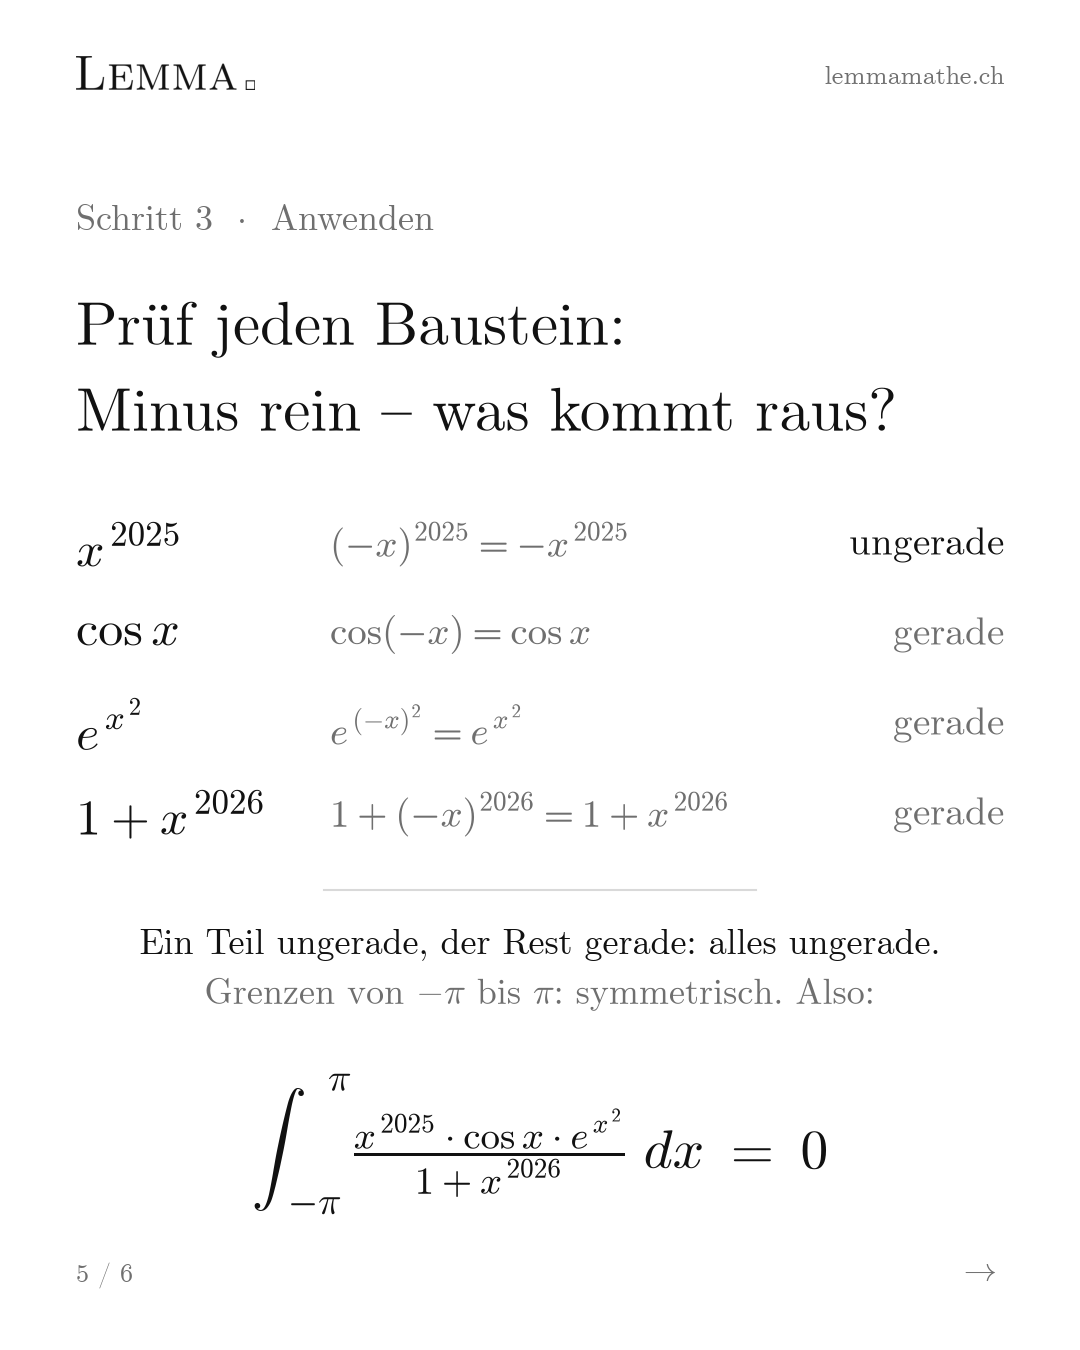 LEMMA□
lemmamathe.ch
Schritt 3 · Anwenden
Prüf jeden Baustein:
Minus rein – was kommt raus?
x^2025 (−x)^2025 = −x^2025 ungerade
cos x cos(−x) = cos x gerade
e^x^2 e^(−x)^2 = e^x^2 gerade
1 + x^2026 1 + (−x)^2026 = 1 + x^2026 gerade
Ein Teil ungerade, der Rest gerade: alles ungerade.
Grenzen von −π bis π: symmetrisch. Also:
∫_−π^π (x^2025 · cos x · e^x^2)/(1 + x^2026) dx = 0
5 / 6 →